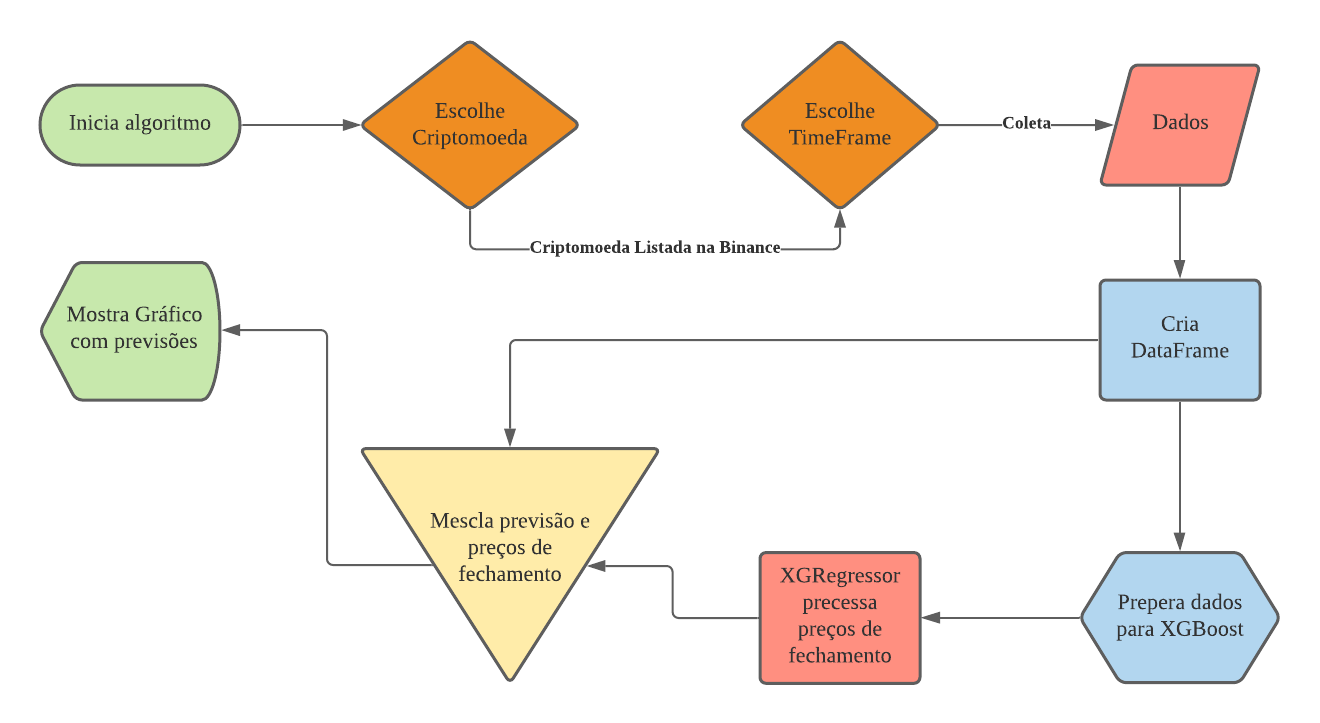 Inicia algoritmo
Escolhe
Criptomoeda
Criptomoeda Listada na Binance
Escolhe
TimeFrame
Coleta
Dados
Cria
DataFrame
Prepera dados
para XGBoost
XGRegressor
precessa
preços de
fechamento
Mescla previsão e
preços de
fechamento
Mostra Gráfico
com previsões